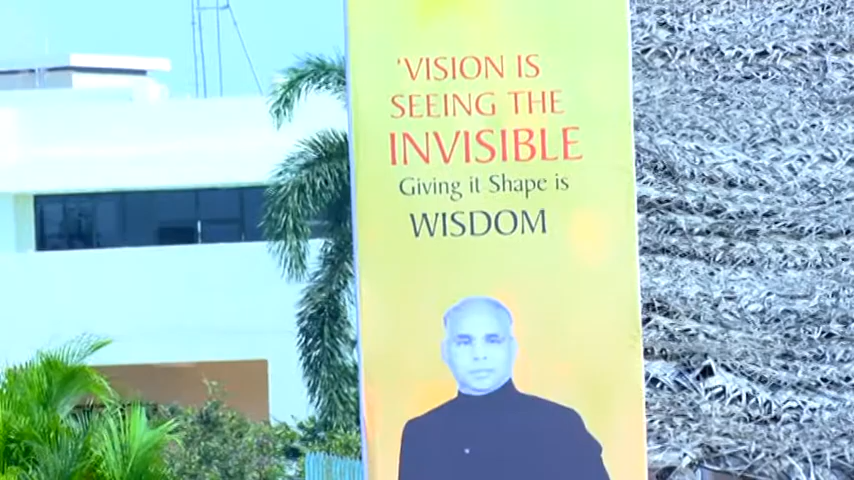 'VISION IS
SEEING THE
INVISIBLE
Giving it Shape is
WISDOM